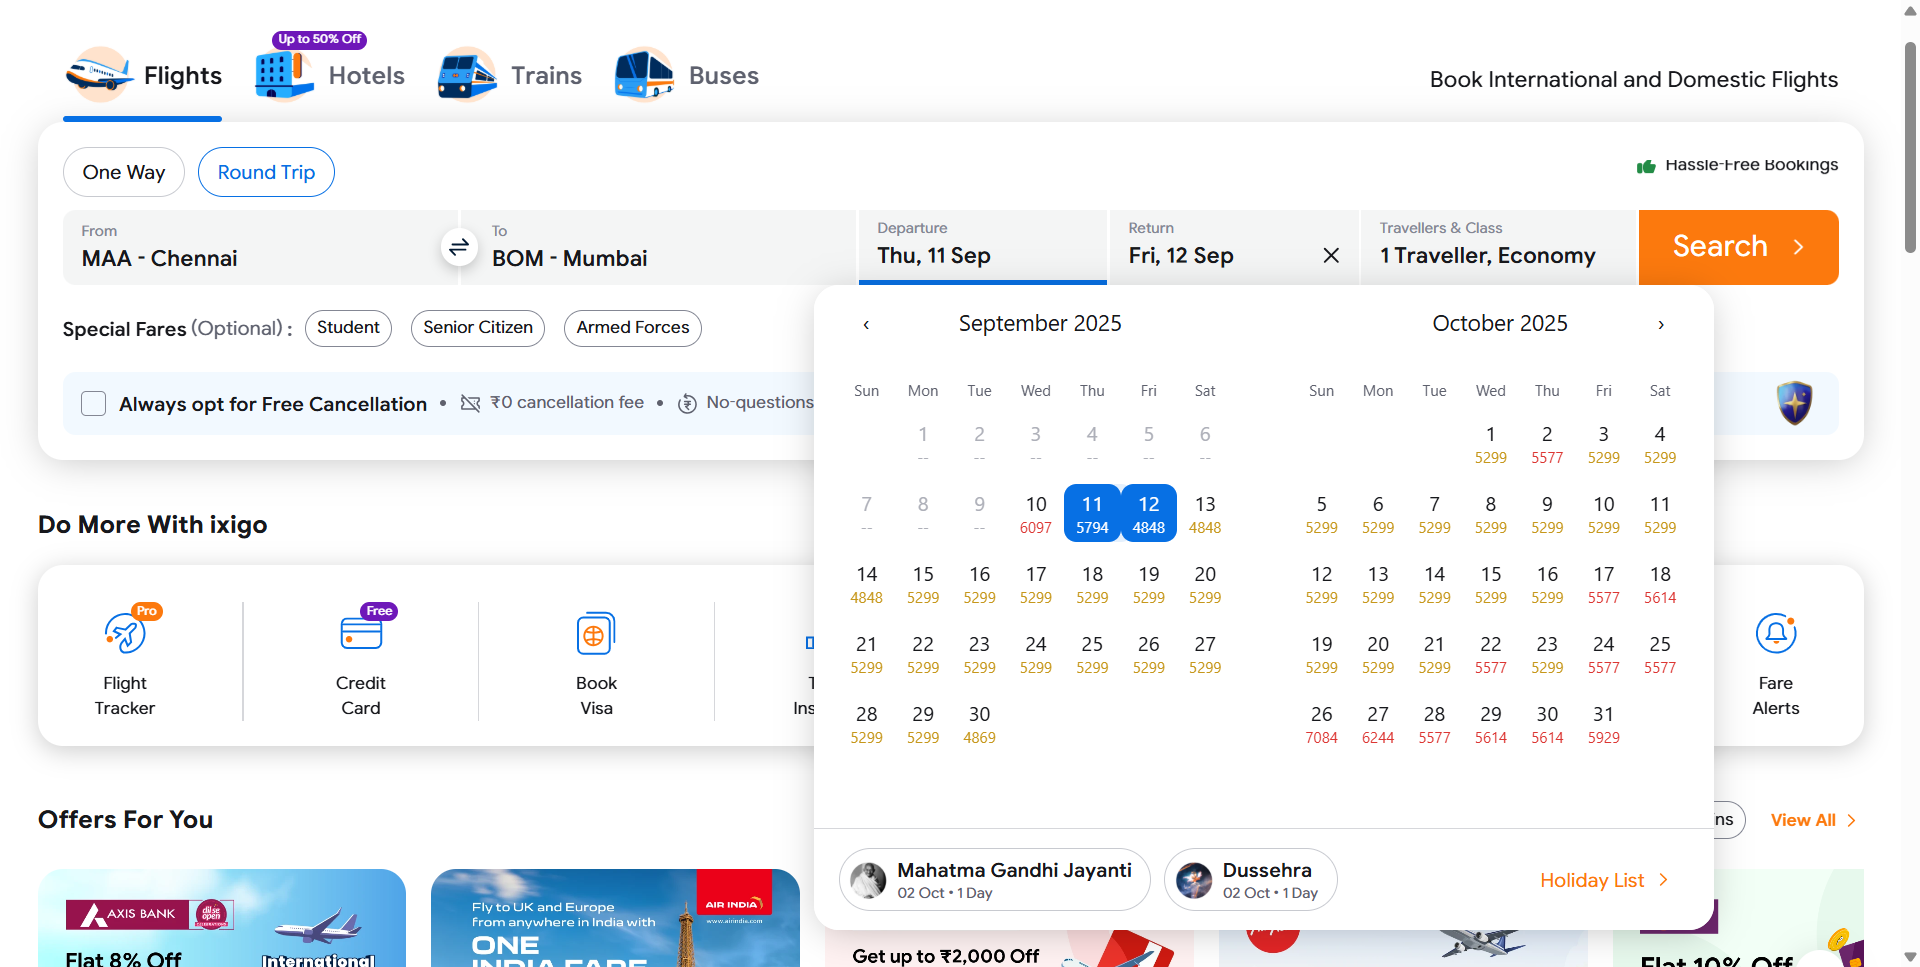 Up to 50% Off
Flights
Hotels
Trains
Buses
Book International and Domestic Flights
One Way
Round Trip
Hassle-Free Bookings
From
MAA - Chennai
To
BOM - Mumbai
Departure
Thu, 11 Sep
Return
Fri, 12 Sep
Travellers & Class
1 Traveller, Economy
Search
Special Fares (Optional) :
Student
Senior Citizen
Armed Forces
Always opt for Free Cancellation • ₹0 cancellation fee • No-questions
September 2025
Sun Mon Tue Wed Thu Fri Sat
1 2 3 4 5 6
-- -- -- -- -- --
7 8 9 10 11 12 13
-- -- -- 6097 5794 4848 4848
14 15 16 17 18 19 20
4848 5299 5299 5299 5299 5299 5299
21 22 23 24 25 26 27
5299 5299 5299 5299 5299 5299 5299
28 29 30
5299 5299 4869
October 2025
Sun Mon Tue Wed Thu Fri Sat
1 2 3 4
5299 5577 5299 5299
5 6 7 8 9 10 11
5299 5299 5299 5299 5299 5299 5299
12 13 14 15 16 17 18
5299 5299 5299 5299 5299 5577 5614
19 20 21 22 23 24 25
5299 5299 5299 5577 5299 5577 5577
26 27 28 29 30 31
7084 6244 5577 5614 5614 5929
Mahatma Gandhi Jayanti
02 Oct • 1 Day
Dussehra
02 Oct • 1 Day
Holiday List
Do More With ixigo
Pro
Flight
Tracker
Free
Credit
Card
Book
Visa
T
Ins
Fare
Alerts
Offers For You
ns
View All
AXIS BANK
dil se open
Flat 8% Off
International
Fly to UK and Europe
from anywhere in India with
ONE
INDIA FARE
AIR INDIA
www.airindia.com
Get up to ₹2,000 Off
Flat 10% Off